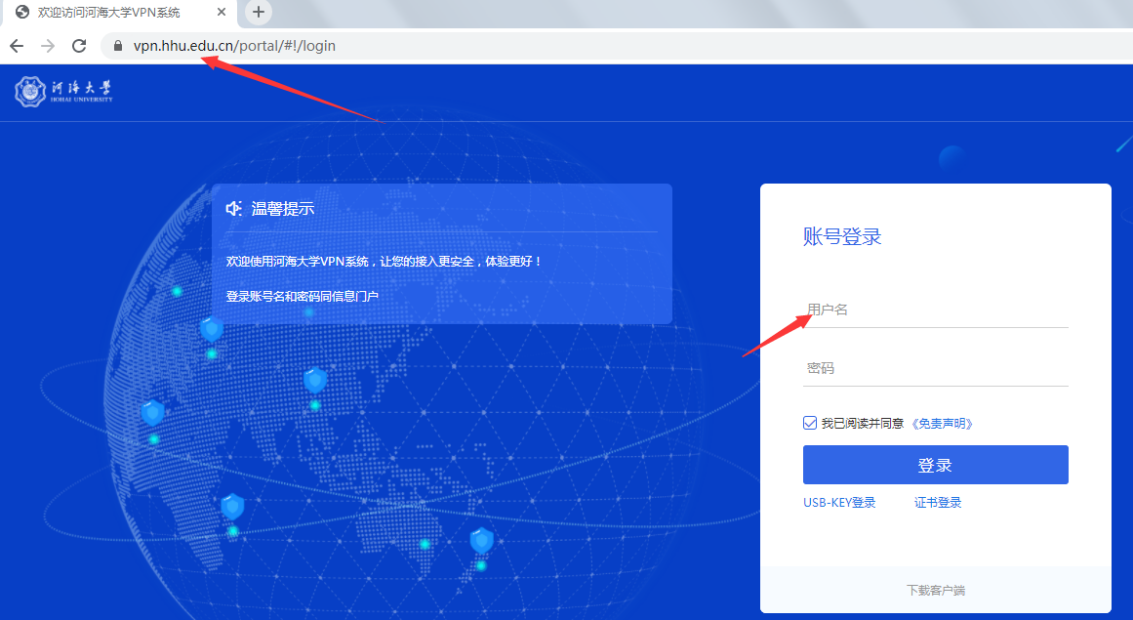 欢迎访问河海大学VPN系统
vpn.hhu.edu.cn/portal/#!/login
河海大学
HOHAI UNIVERSITY
温馨提示
欢迎使用河海大学VPN系统，让您的接入更安全，体验更好！
登录账号名和密码同信息门户
账号登录
用户名
密码
我已阅读并同意 《免责声明》
登录
USB-KEY登录 证书登录
下载客户端